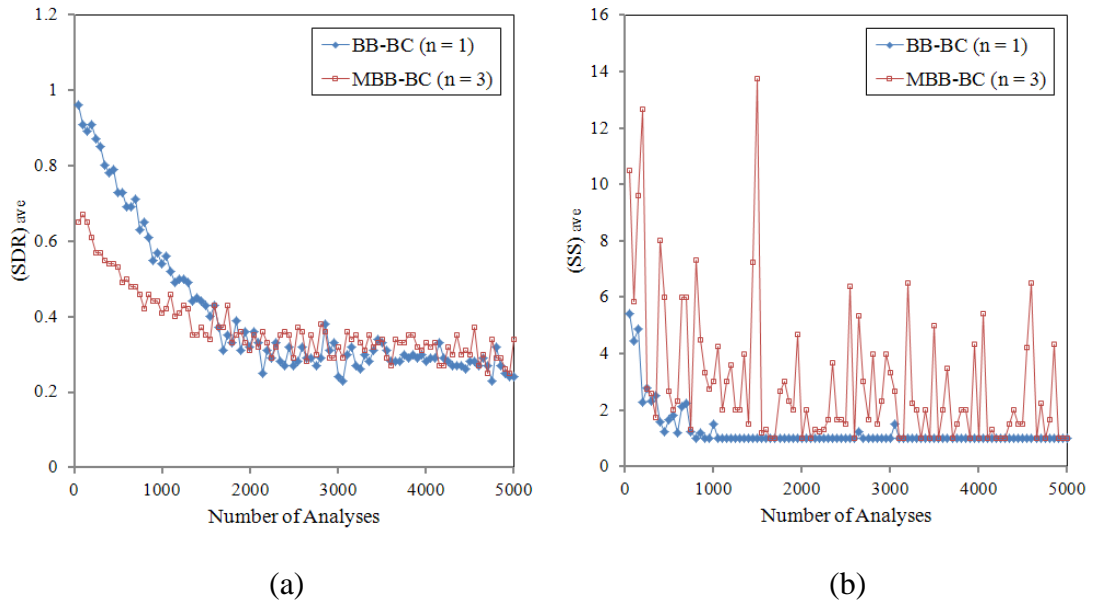 1.2
1
0.8
0.6
0.4
0.2
0
(SDR) ave
BB-BC (n = 1)
MBB-BC (n = 3)
0 1000 2000 3000 4000 5000
Number of Analyses
(a)
16
14
12
10
8
6
4
2
0
(SS) ave
BB-BC (n = 1)
MBB-BC (n = 3)
0 1000 2000 3000 4000 5000
Number of Analyses
(b)